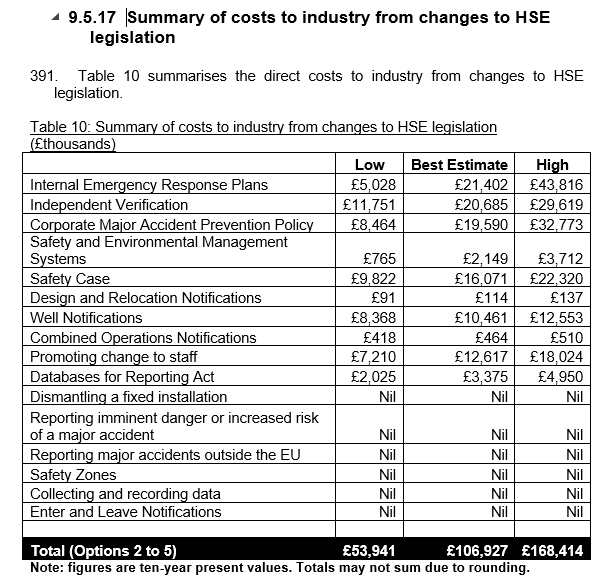 9.5.17 Summary of costs to industry from changes to HSE
legislation
391. Table 10 summarises the direct costs to industry from changes to HSE
legislation.
Table 10: Summary of costs to industry from changes to HSE legislation
(£thousands)
Low Best Estimate High
Internal Emergency Response Plans £5,028 £21,402 £43,816
Independent Verification £11,751 £20,685 £29,619
Corporate Major Accident Prevention Policy £8,464 £19,590 £32,773
Safety and Environmental Management
Systems £765 £2,149 £3,712
Safety Case £9,822 £16,071 £22,320
Design and Relocation Notifications £91 £114 £137
Well Notifications £8,368 £10,461 £12,553
Combined Operations Notifications £418 £464 £510
Promoting change to staff £7,210 £12,617 £18,024
Databases for Reporting Act £2,025 £3,375 £4,950
Dismantling a fixed installation Nil Nil Nil
Reporting imminent danger or increased risk
of a major accident Nil Nil Nil
Reporting major accidents outside the EU Nil Nil Nil
Safety Zones Nil Nil Nil
Collecting and recording data Nil Nil Nil
Enter and Leave Notifications Nil Nil Nil
Total (Options 2 to 5) £53,941 £106,927 £168,414
Note: figures are ten-year present values. Totals may not sum due to rounding.